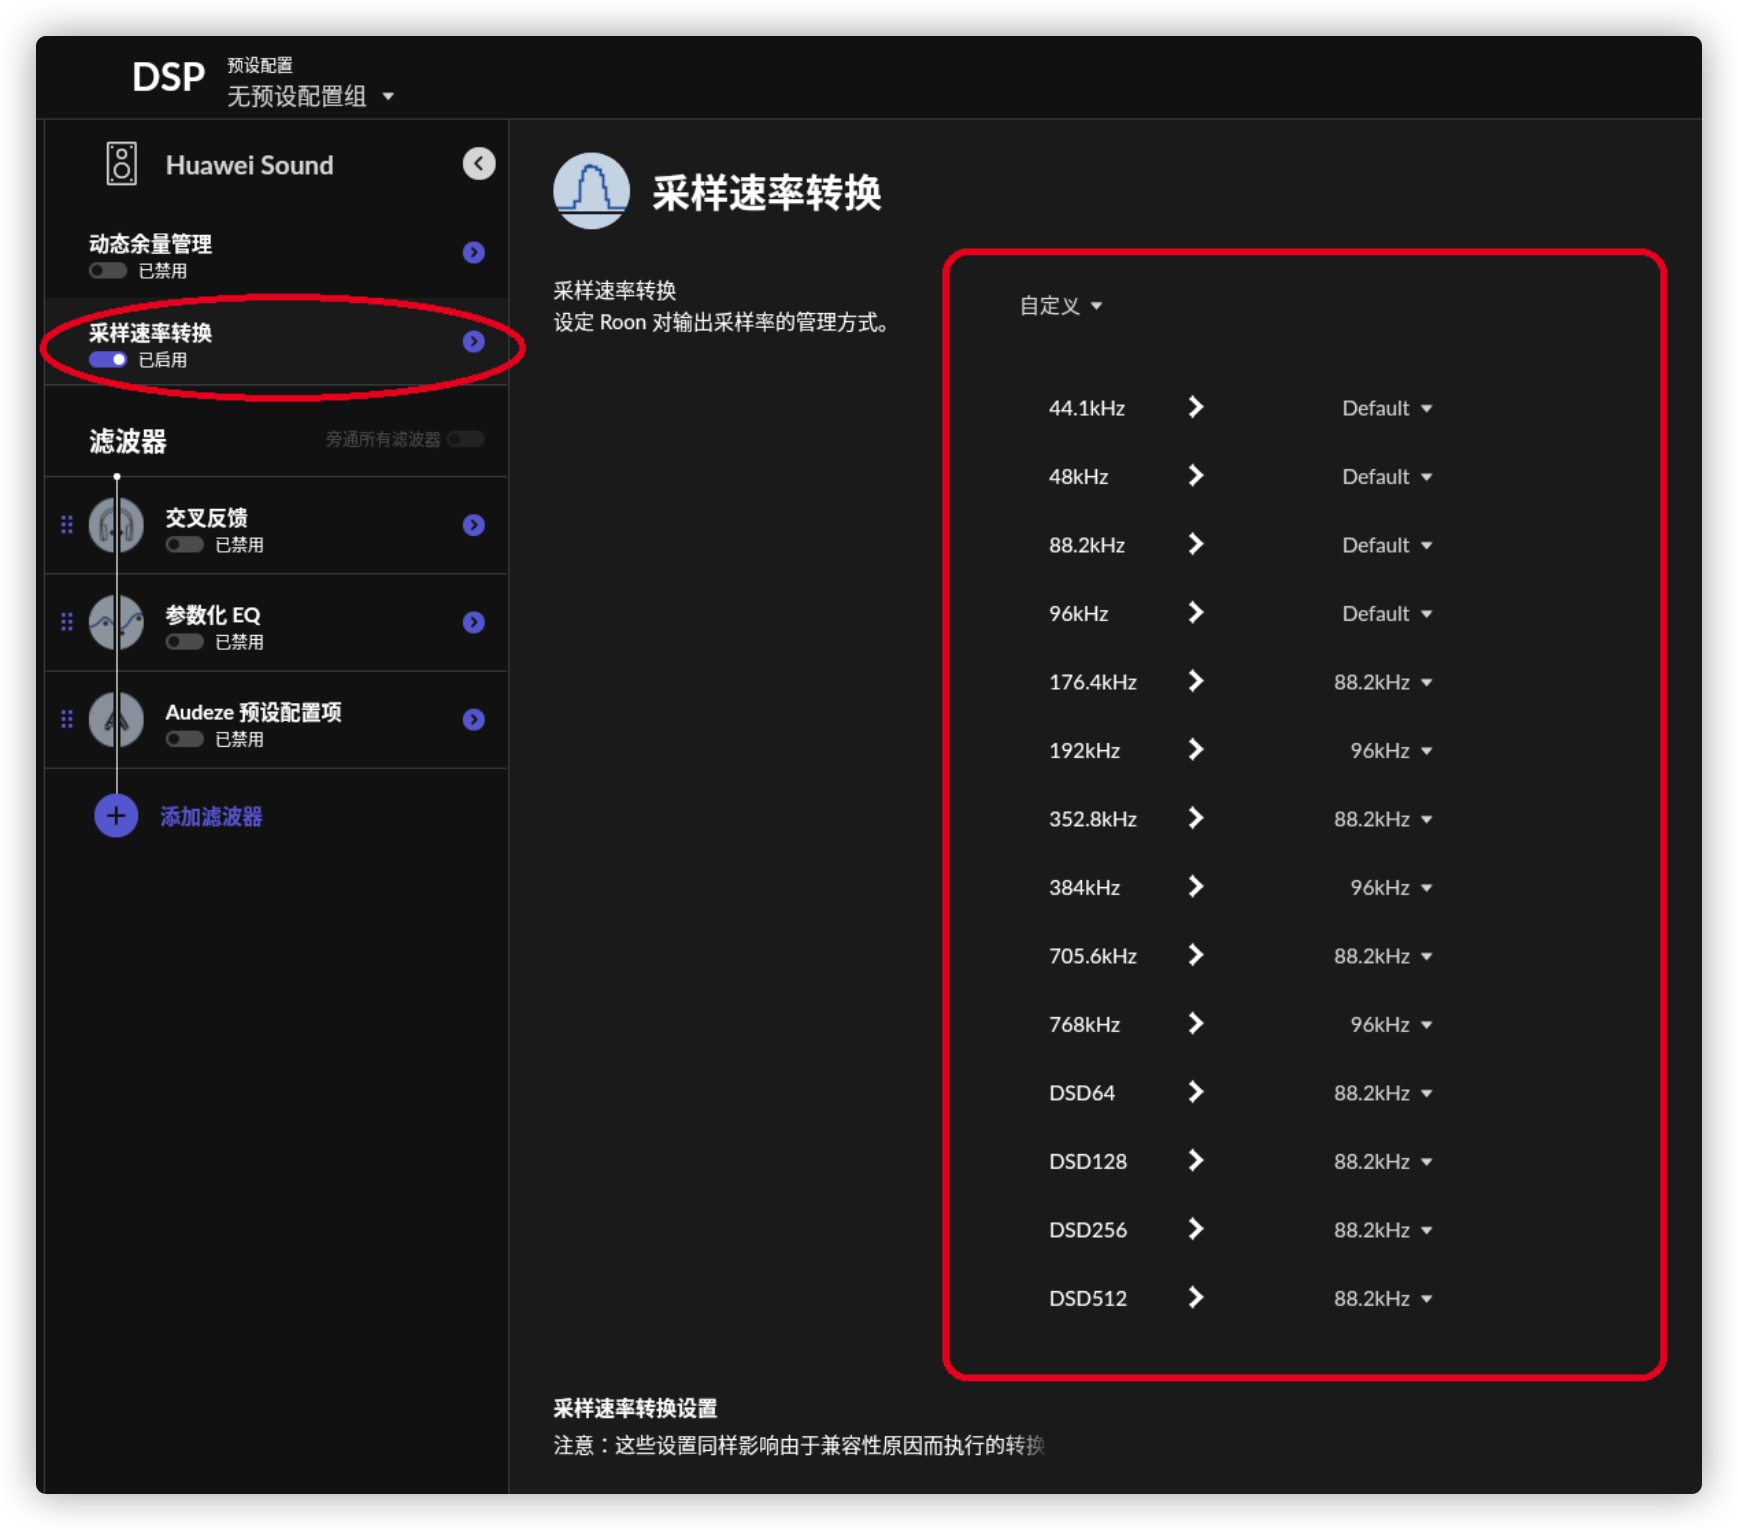 DSP
预设配置
无预设配置组
Huawei Sound
动态余量管理
已禁用
采样速率转换
已启用
滤波器
旁通所有滤波器
交叉反馈
已禁用
参数化 EQ
已禁用
Audeze 预设配置项
已禁用
添加滤波器
采样速率转换
采样速率转换
设定 Roon 对输出采样率的管理方式。
自定义
44.1kHz Default
48kHz Default
88.2kHz Default
96kHz Default
176.4kHz 88.2kHz
192kHz 96kHz
352.8kHz 88.2kHz
384kHz 96kHz
705.6kHz 88.2kHz
768kHz 96kHz
DSD64 88.2kHz
DSD128 88.2kHz
DSD256 88.2kHz
DSD512 88.2kHz
采样速率转换设置
注意：这些设置同样影响由于兼容性原因而执行的转换